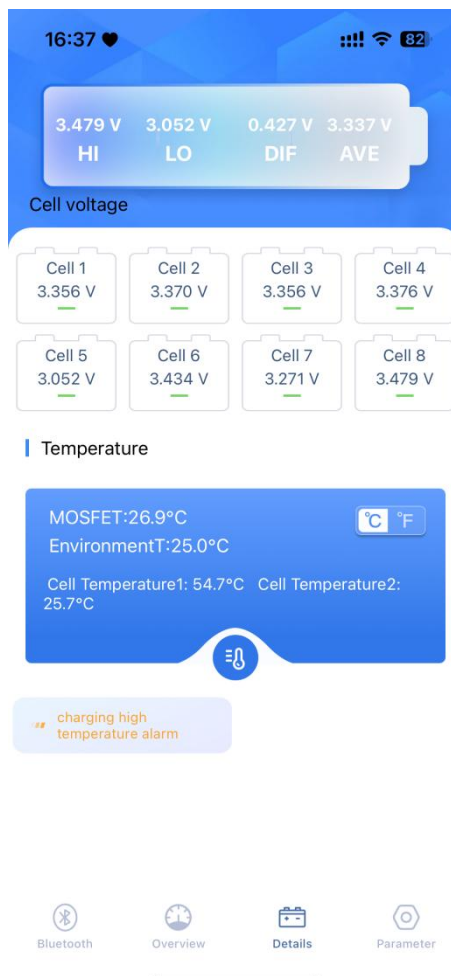 16:37
82
3.479 V 3.052 V 0.427 V 3.337 V
HI LO DIF AVE
Cell voltage
Cell 1 Cell 2 Cell 3 Cell 4
3.356 V 3.370 V 3.356 V 3.376 V
Cell 5 Cell 6 Cell 7 Cell 8
3.052 V 3.434 V 3.271 V 3.479 V
Temperature
MOSFET:26.9°C
°C °F
EnvironmentT:25.0°C
Cell Temperature1: 54.7°C Cell Temperature2:
25.7°C
charging high
temperature alarm
Bluetooth Overview Details Parameter